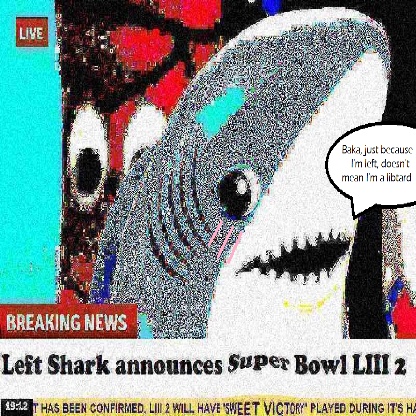 LIVE
Baka, just because
I'm left, doesn't
mean I'm a libtard
BREAKING NEWS
Left Shark announces Super Bowl LIII 2
19:12 T HAS BEEN CONFIRMED, LIII 2 WILL HAVE "SWEET VICTORY" PLAYED DURING IT'S HA